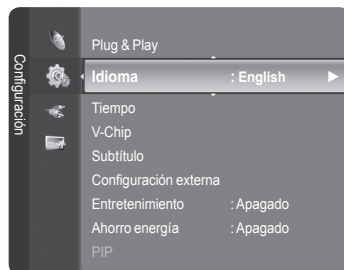 Configuración
Plug & Play
Idioma : English
Tiempo
V-Chip
Subtítulo
Configuración externa
Entretenimiento : Apagado
Ahorro energía : Apagado
PIP